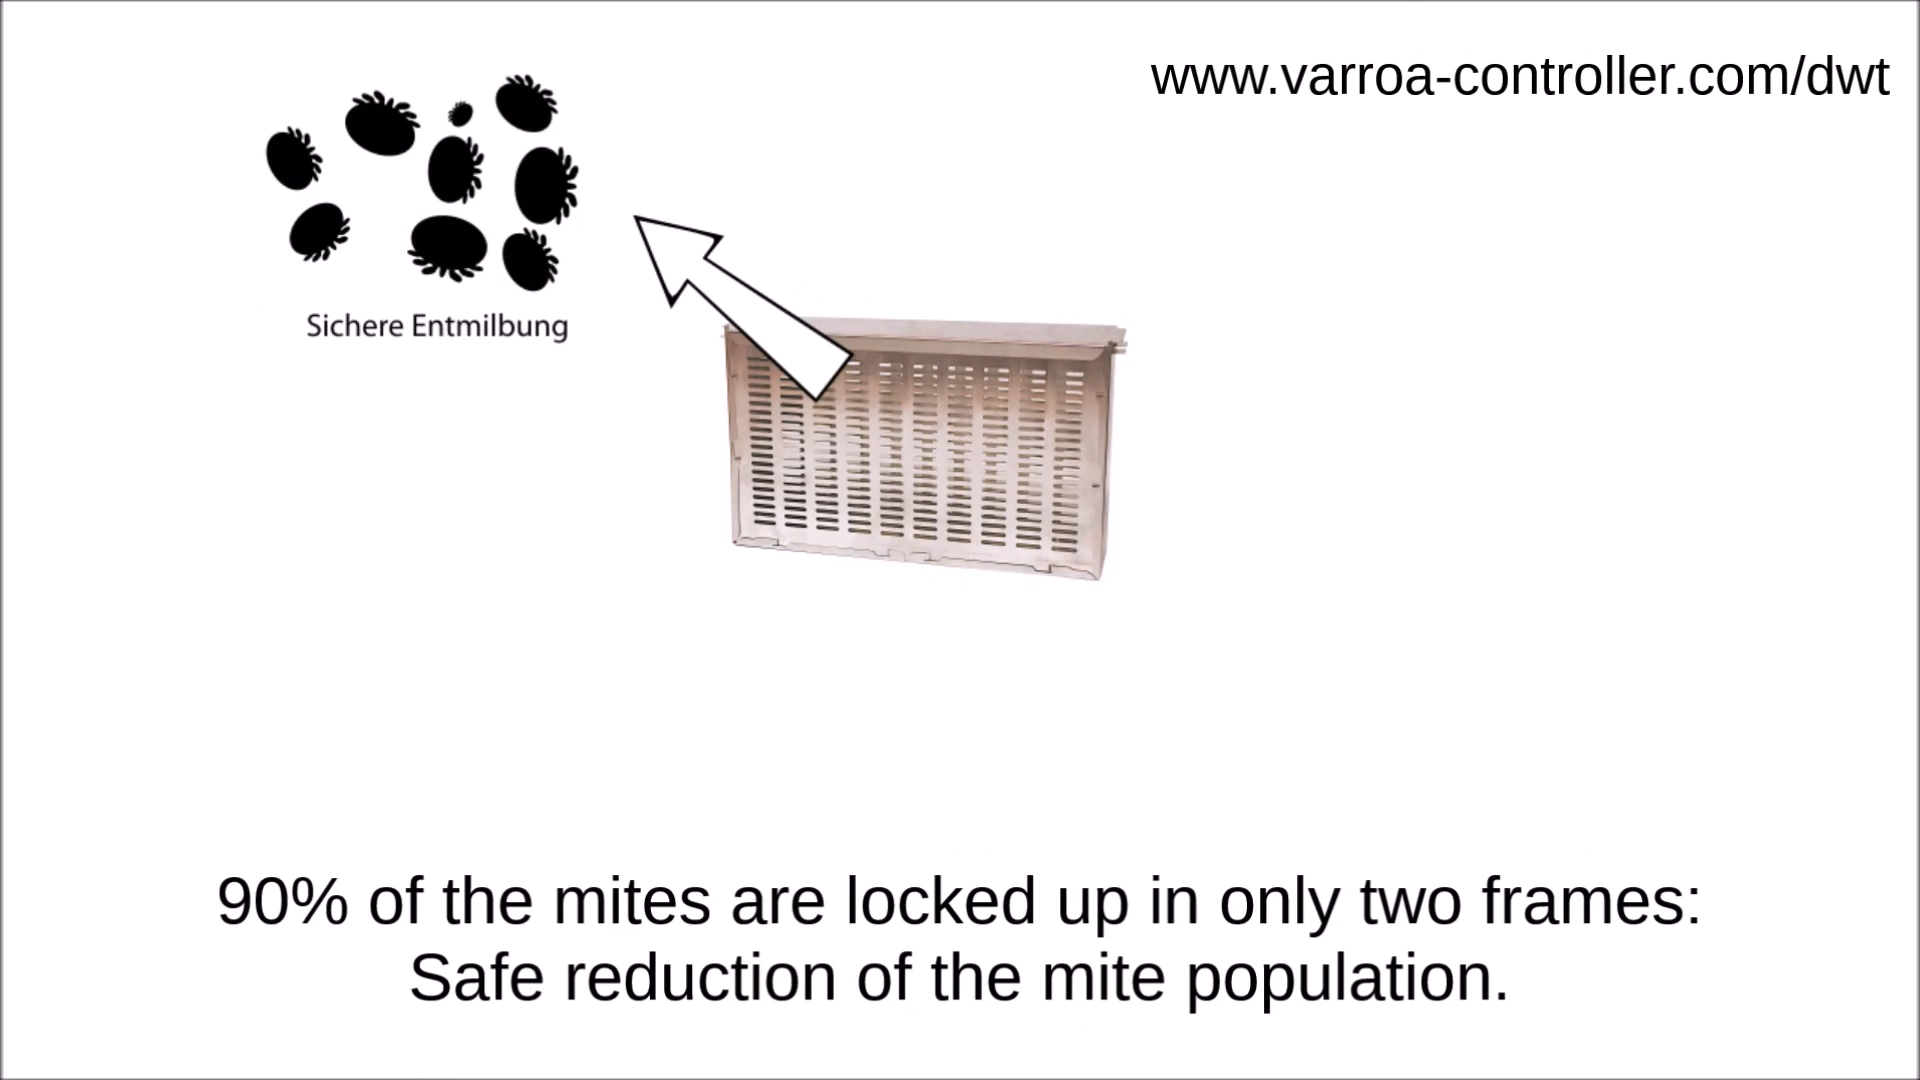 www.varroa-controller.com/dwt
Sichere Entmilbung
90% of the mites are locked up in only two frames:
Safe reduction of the mite population.